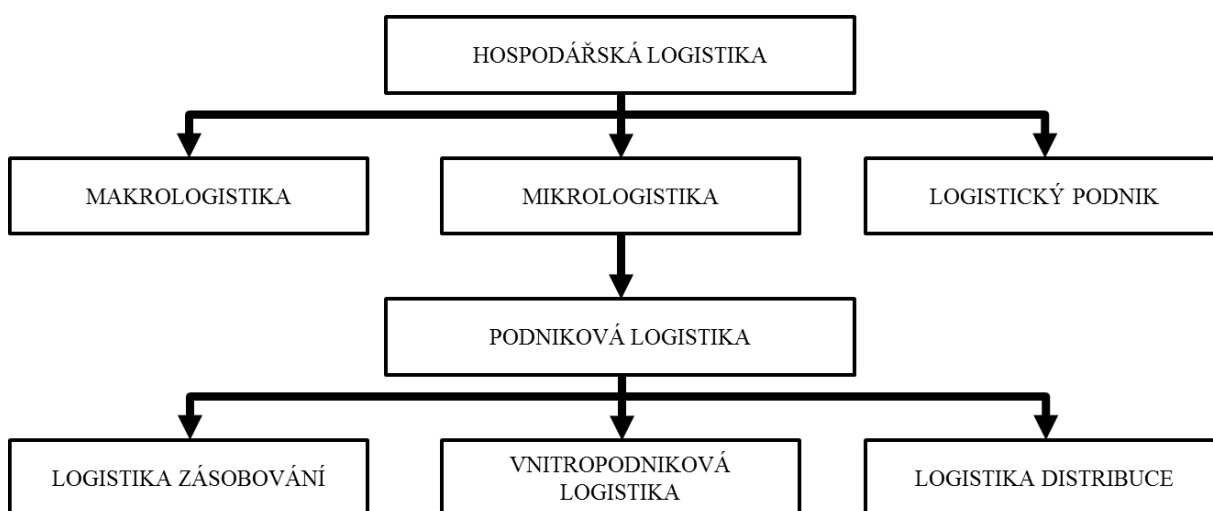 HOSPODÁŘSKÁ LOGISTIKA
MAKROLOGISTIKA
MIKROLOGISTIKA
LOGISTICKÝ PODNIK
PODNIKOVÁ LOGISTIKA
LOGISTIKA ZÁSOBOVÁNÍ
VNITROPODNIKOVÁ
LOGISTIKA
LOGISTIKA DISTRIBUCE